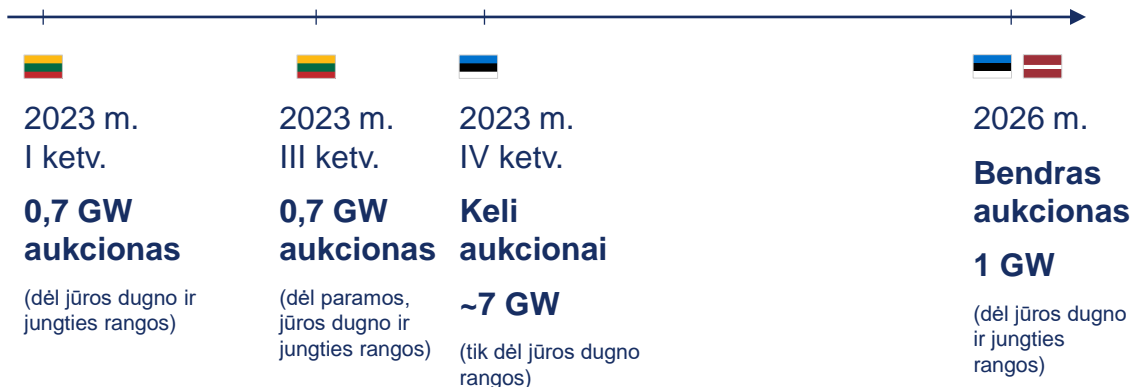 2023 m.
I ketv.
0,7 GW
aukcionas
(dėl jūros dugno ir
jungties rangos)
2023 m.
III ketv.
0,7 GW
aukcionas
(dėl paramos,
jūros dugno ir
jungties rangos)
2023 m.
IV ketv.
Keli
aukcionai
~7 GW
(tik dėl jūros dugno
rangos)
2026 m.
Bendras
aukcionas
1 GW
(dėl jūros dugno
ir jungties
rangos)